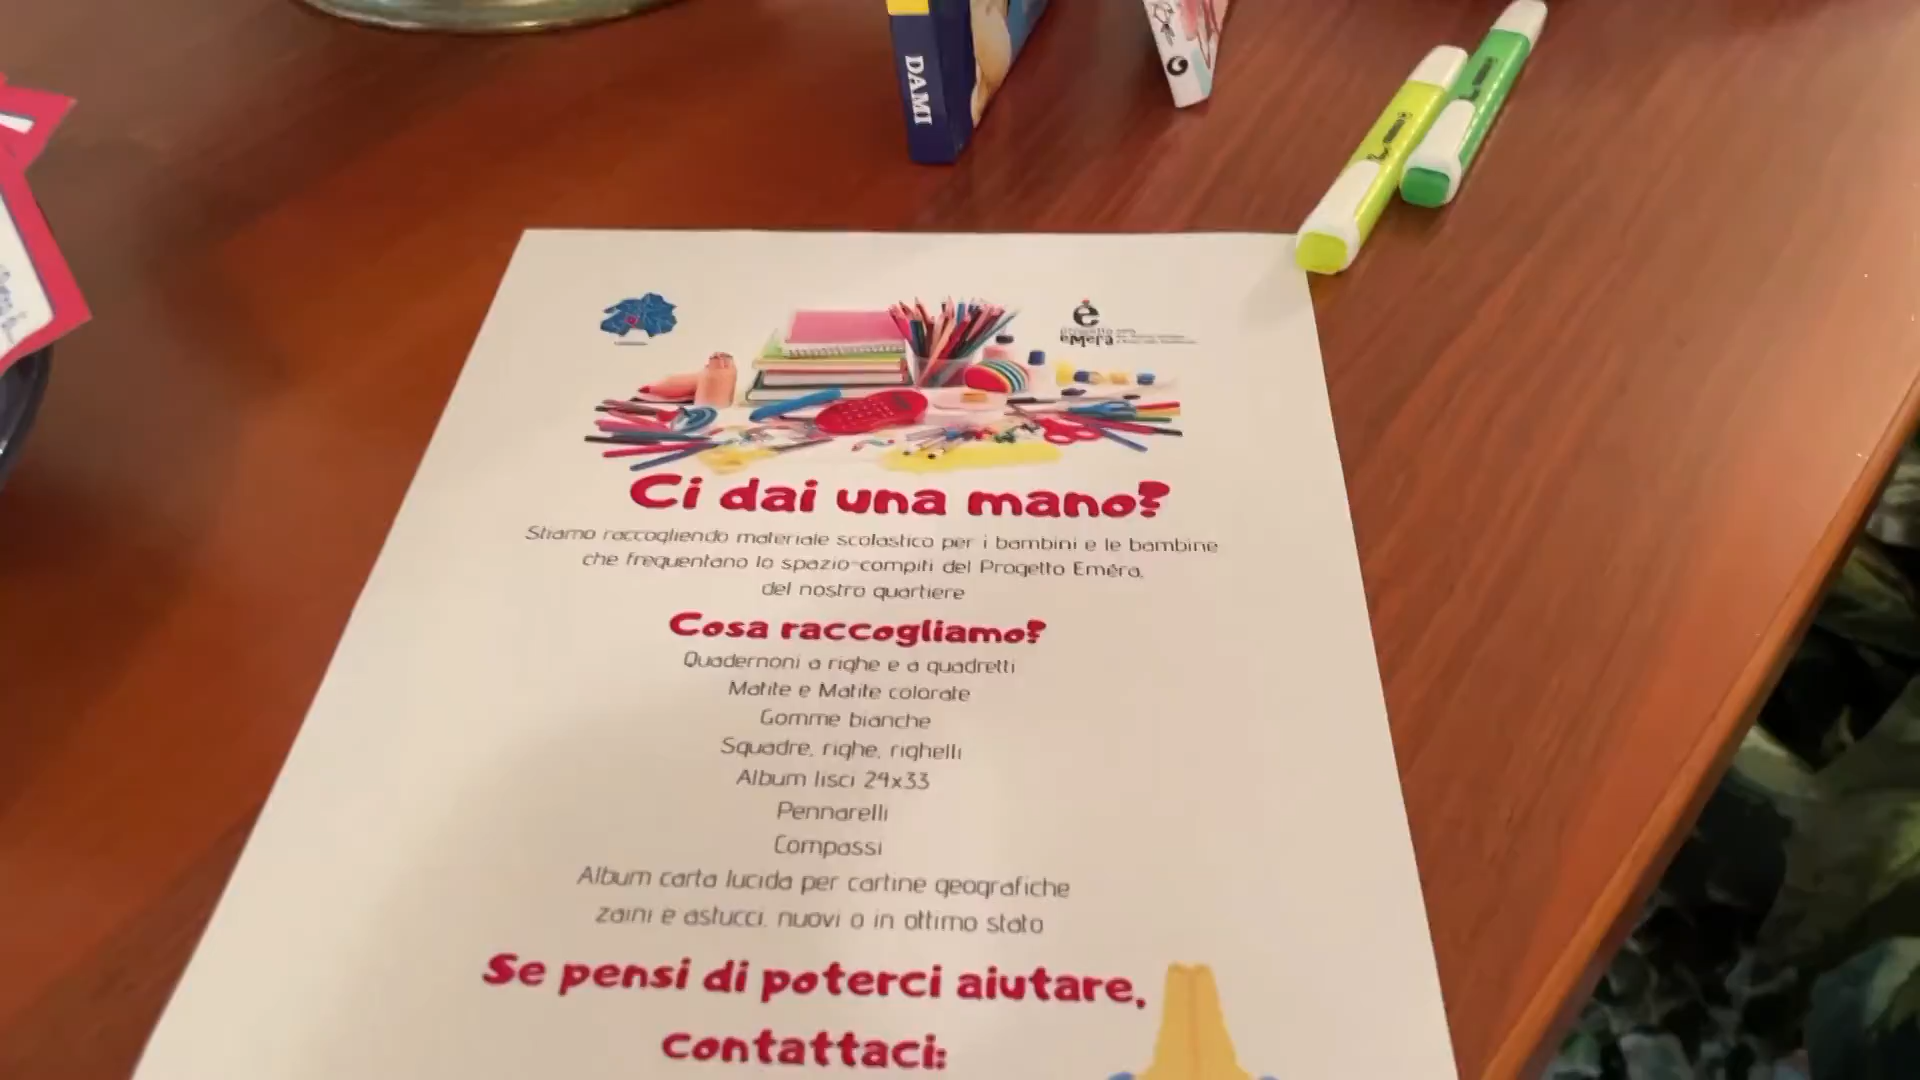 DAMI
progetto
eMerà
Ci dai una mano?
Stiamo raccogliendo materiale scolastico per i bambini e le bambine
che frequentano lo spazio-compiti del Progetto Emèra,
del nostro quartiere
Cosa raccogliamo?
Quadernoni a righe e a quadretti
Matite e Matite colorate
Gomme bianche
Squadre, righe, righelli
Album lisci 24x33
Pennarelli
Compassi
Album carta lucida per cartine geografiche
zaini e astucci, nuovi o in ottimo stato
Se pensi di poterci aiutare,
contattaci: